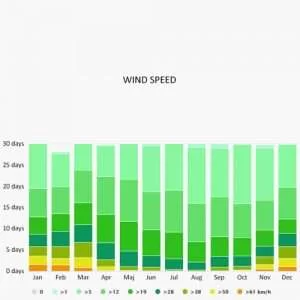 WIND SPEED
30 days
25 days
20 days
15 days
10 days
5 days
0 days
Jan Feb Mar Apr May Jun Jul Aug Sep Oct Nov Dec
0 >1 >5 >12 >19 >28 >38 >50 >61 km/h